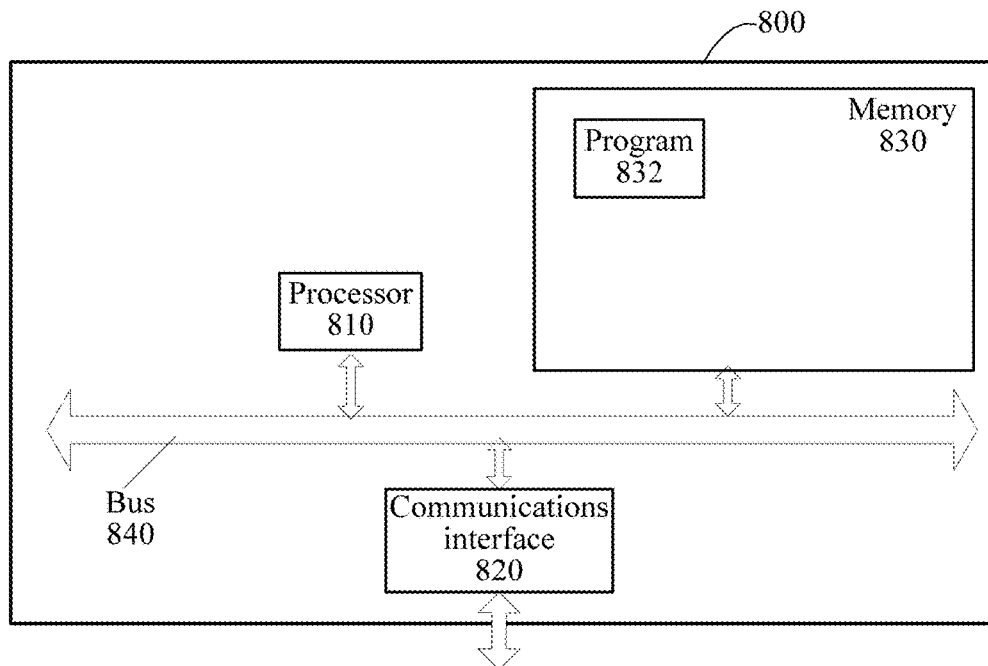 800
Memory
830
Program
832
Processor
810
Bus
840
Communications
interface
820